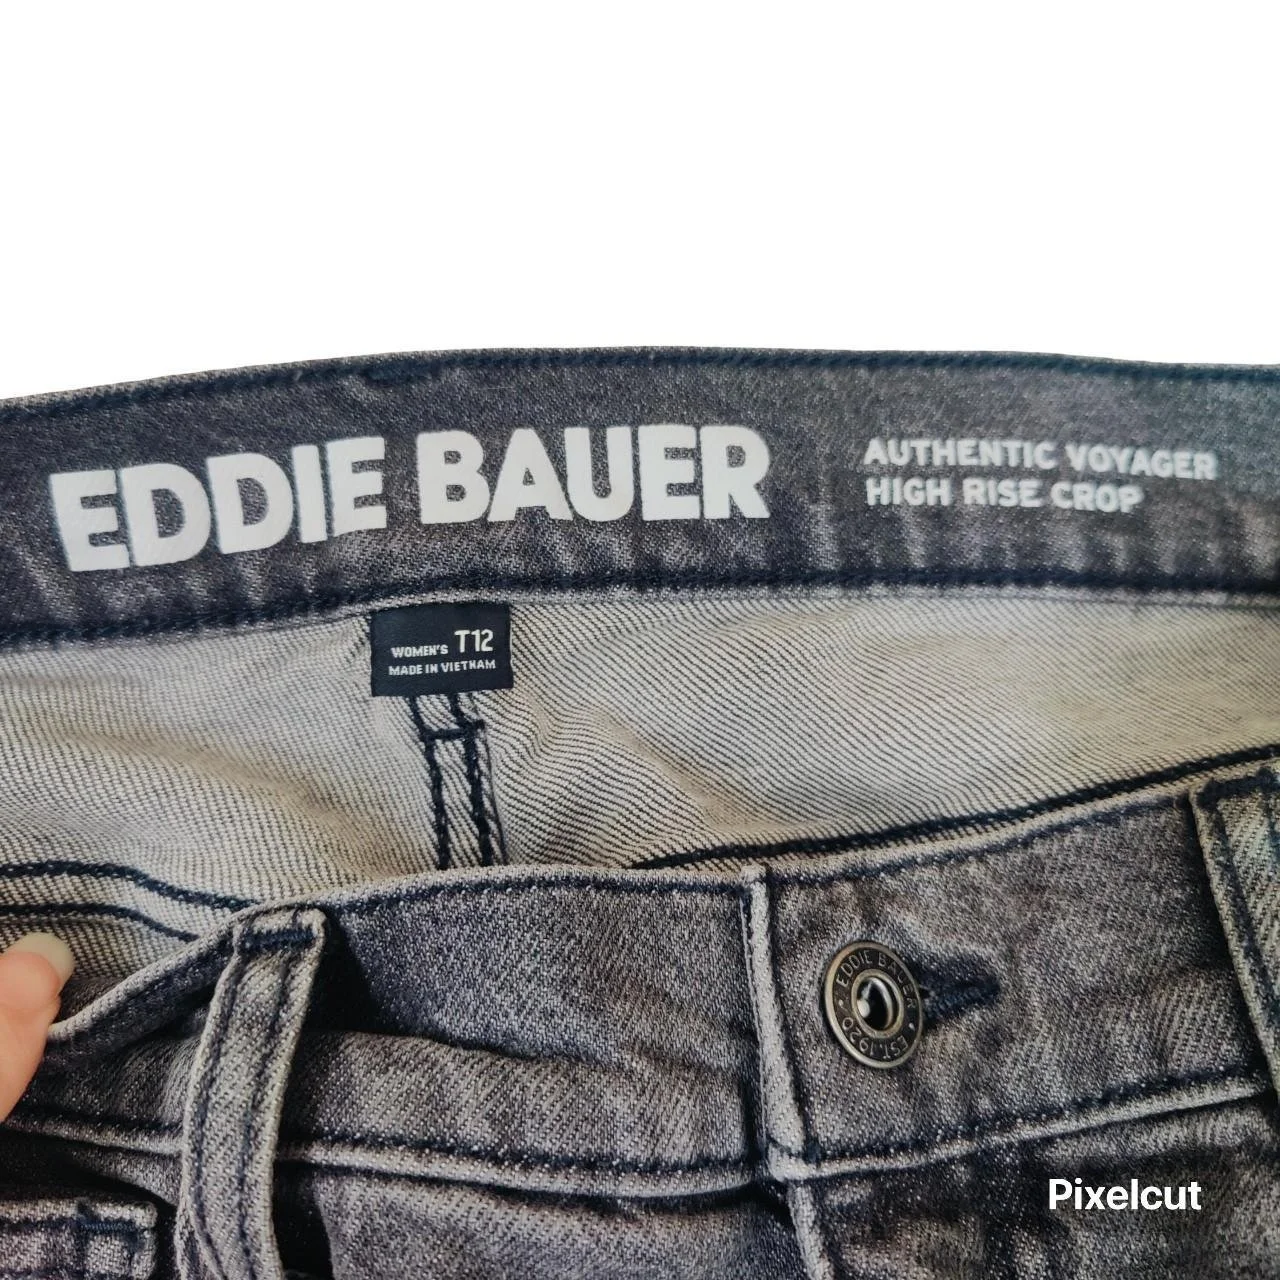 EDDIE BAUER
AUTHENTIC VOYAGER
HIGH RISE CROP
WOMEN'S T12
MADE IN VIETNAM
EDDIE BAUER • EST.1920 •
Pixelcut